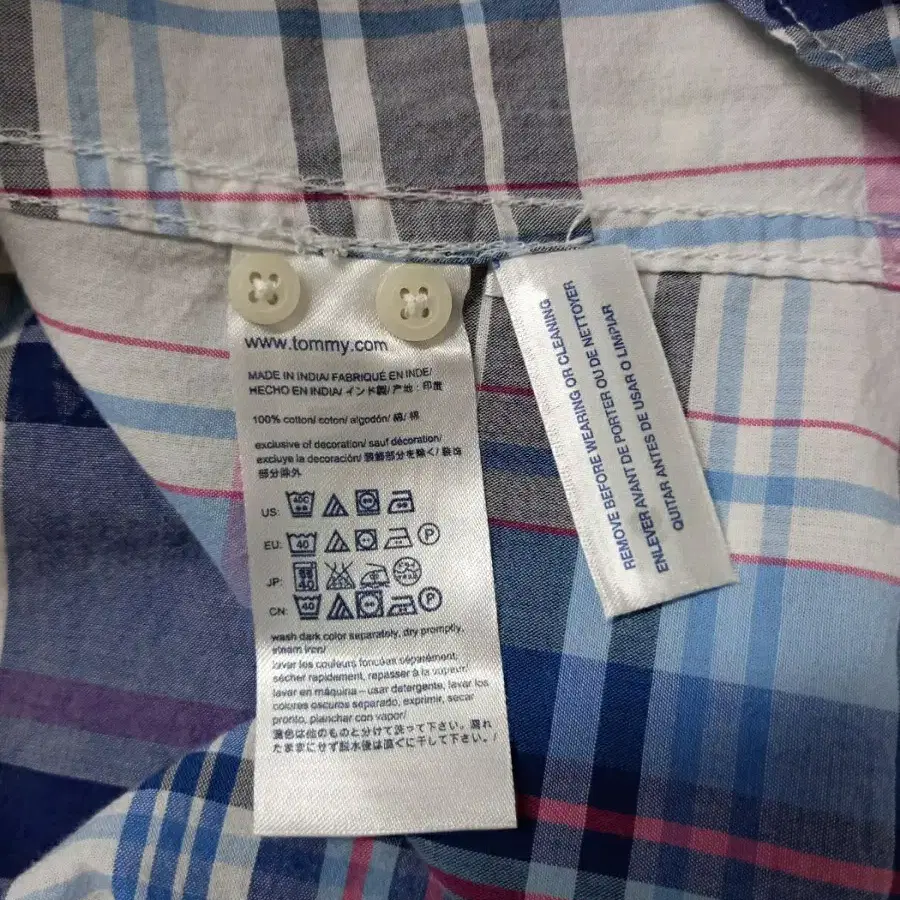 www.tommy.com
MADE IN INDIA/ FABRIQUÉ EN INDE/
HECHO EN INDIA/ インド製/ 产地：印度
100% cotton/ coton/ algodón/ 綿/ 棉
exclusive of decoration/ sauf décoration/
excluye la decoración/ 装飾部分を除く/ 装饰
部分除外
US:
EU: 40 P
JP: 40
CN: 40 P
wash dark color separately, dry promptly,
steam iron/
laver les couleurs foncées séparément,
sécher rapidement, repasser à la vapeur/
lavar en máquina – usar detergente, lavar los
colores oscuros separado, exprimir, secar
pronto, planchar con vapor/
濃色は他のものと分けて洗って下さい。濡れ
たままにせず脱水後は直ぐに干して下さい。/
REMOVE BEFORE WEARING OR CLEANING
ENLEVER AVANT DE PORTER OU DE NETTOYER
QUITAR ANTES DE USAR O LIMPIAR